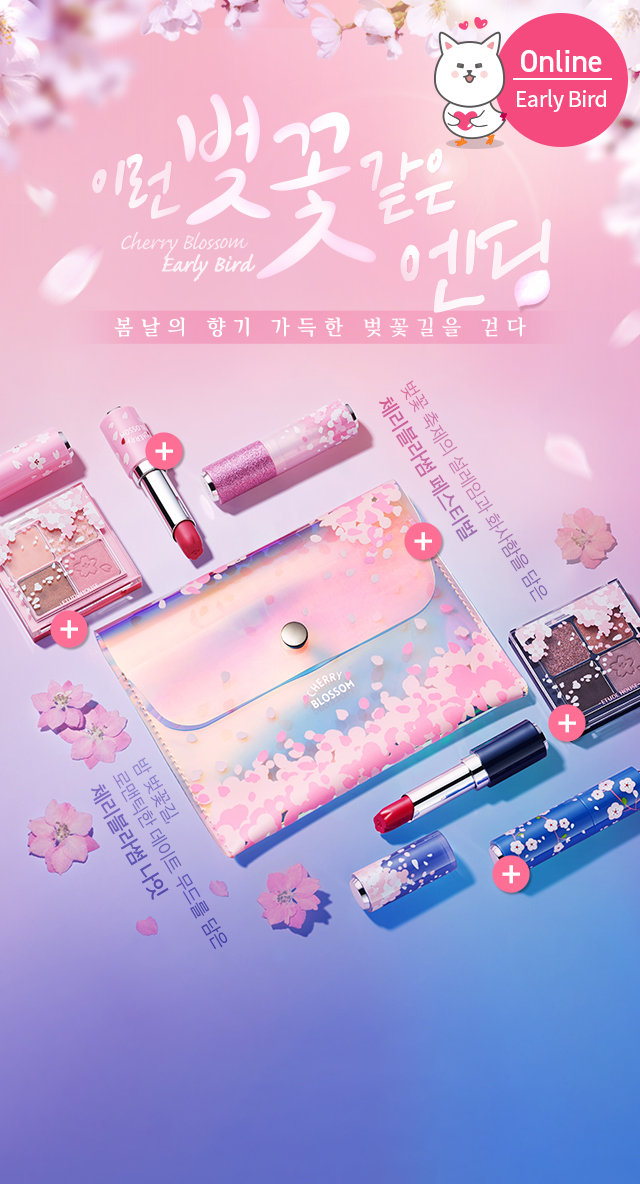 Online
Early Bird
이런 벚꽃 같은
엔딩
Cherry Blossom
Early Bird
봄날의 향기 가득한 벚꽃길을 걷다
벚꽃 축제의 설레임과 화사함을 담은
체리블라썸 페스티벌
CHERRY
BLOSSOM
밤 벚꽃길,
로맨틱한 데이트 무드를 담은
체리블라썸 나잇